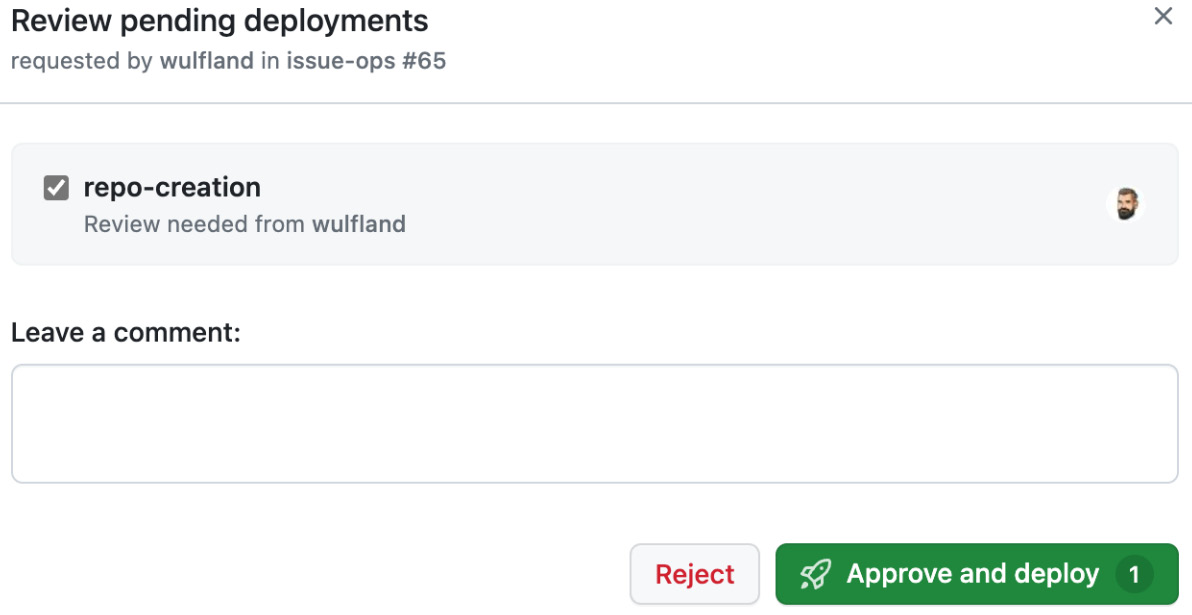 Review pending deployments
requested by wulfland in issue-ops #65
repo-creation
Review needed from wulfland
Leave a comment:
Reject
Approve and deploy 1